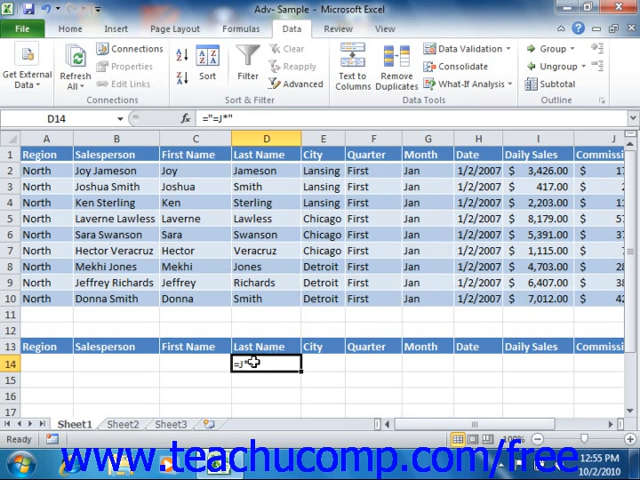 Adv- Sample - Microsoft Excel
File Home Insert Page Layout Formulas Data Review View
Get External Data
Refresh All
Connections
Properties
Edit Links
Connections
Sort
Filter
Clear
Reapply
Advanced
Sort & Filter
Text to Columns
Remove Duplicates
Data Validation
Consolidate
What-If Analysis
Data Tools
Group
Ungroup
Subtotal
Outline
D14 fx ="=J*"
A B C D E F G H I J
1 Region Salesperson First Name Last Name City Quarter Month Date Daily Sales Commissi
2 North Joy Jameson Joy Jameson Lansing First Jan 1/2/2007 $ 3,426.00 $ 17
3 North Joshua Smith Joshua Smith Lansing First Jan 1/2/2007 $ 417.00 $ 2
4 North Ken Sterling Ken Sterling Lansing First Jan 1/2/2007 $ 2,203.00 $ 11
5 North Laverne Lawless Laverne Lawless Chicago First Jan 1/2/2007 $ 8,179.00 $ 57
6 North Sara Swanson Sara Swanson Chicago First Jan 1/2/2007 $ 5,391.00 $ 37
7 North Hector Veracruz Hector Veracruz Chicago First Jan 1/2/2007 $ 1,115.00 $ 7
8 North Mekhi Jones Mekhi Jones Detroit First Jan 1/2/2007 $ 4,703.00 $ 28
9 North Jeffrey Richards Jeffrey Richards Detroit First Jan 1/2/2007 $ 6,407.00 $ 38
10 North Donna Smith Donna Smith Detroit First Jan 1/2/2007 $ 7,012.00 $ 42
11
12
13 Region Salesperson First Name Last Name City Quarter Month Date Daily Sales Commissi
14 =J*
15
16
17
Sheet1 Sheet2 Sheet3
Ready 100%
www.teachucomp.com/free
12:55 PM
10/2/2010